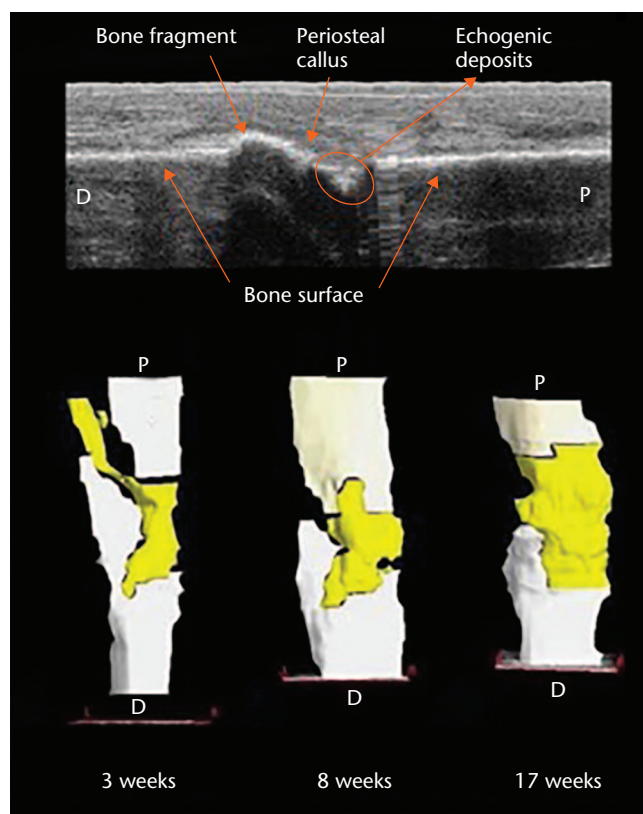 Bone fragment
Periosteal
callus
Echogenic
deposits
D
P
Bone surface
P
P
P
D
D
D
3 weeks
8 weeks
17 weeks